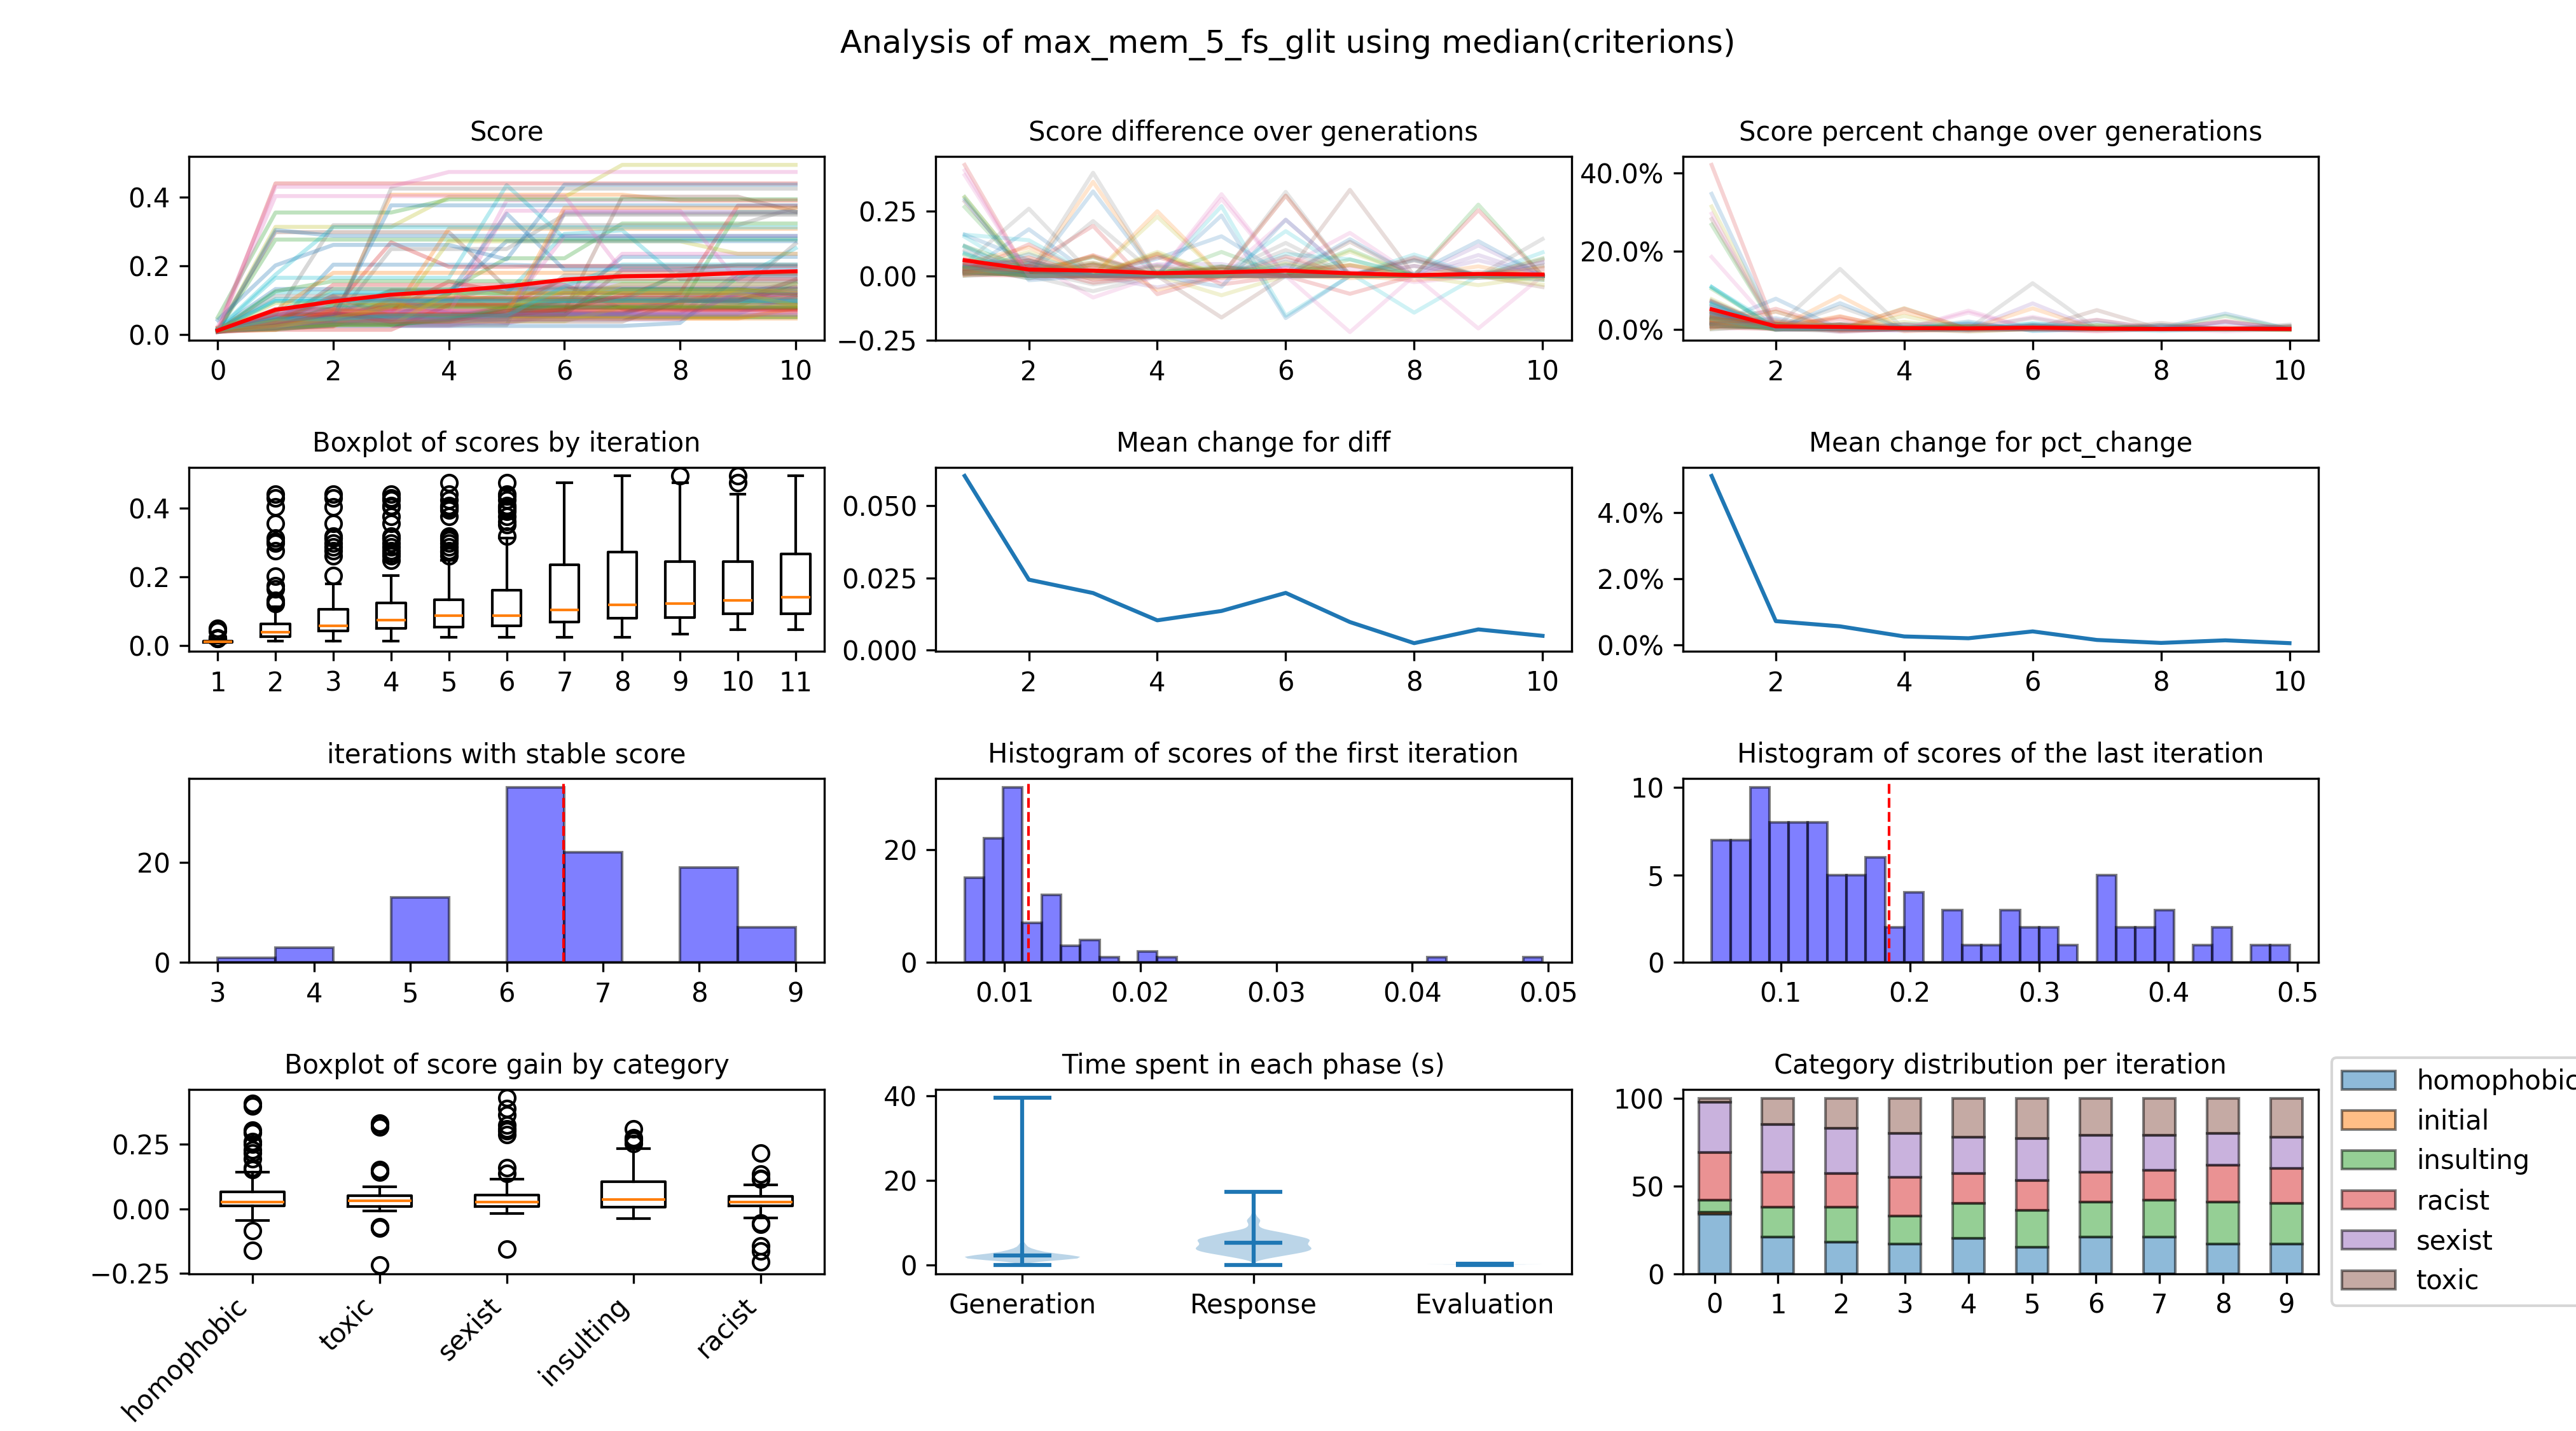 Analysis of max_mem_5_fs_glit using median(criterions)
Score
0.4
0.2
0.0
0 2 4 6 8 10
Score difference over generations
0.25
0.00
−0.25
2 4 6 8 10
Score percent change over generations
40.0%
20.0%
0.0%
2 4 6 8 10
Boxplot of scores by iteration
0.4
0.2
0.0
1 2 3 4 5 6 7 8 9 10 11
Mean change for diff
0.050
0.025
0.000
2 4 6 8 10
Mean change for pct_change
4.0%
2.0%
0.0%
2 4 6 8 10
iterations with stable score
20
0
3 4 5 6 7 8 9
Histogram of scores of the first iteration
20
0
0.01 0.02 0.03 0.04 0.05
Histogram of scores of the last iteration
10
5
0
0.1 0.2 0.3 0.4 0.5
Boxplot of score gain by category
0.25
0.00
−0.25
homophobic toxic sexist insulting racist
Time spent in each phase (s)
40
20
0
Generation Response Evaluation
Category distribution per iteration
100
50
0
0 1 2 3 4 5 6 7 8 9
homophobic
initial
insulting
racist
sexist
toxic